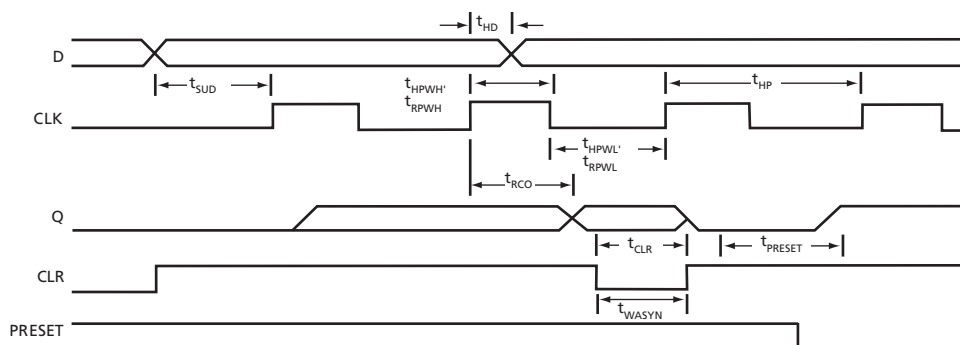 tHD
D
tSUD
tHPWH'
tRPWH
tHP
CLK
tHPWL'
tRPWL
tRCO
Q
tCLR
tPRESET
CLR
tWASYN
PRESET